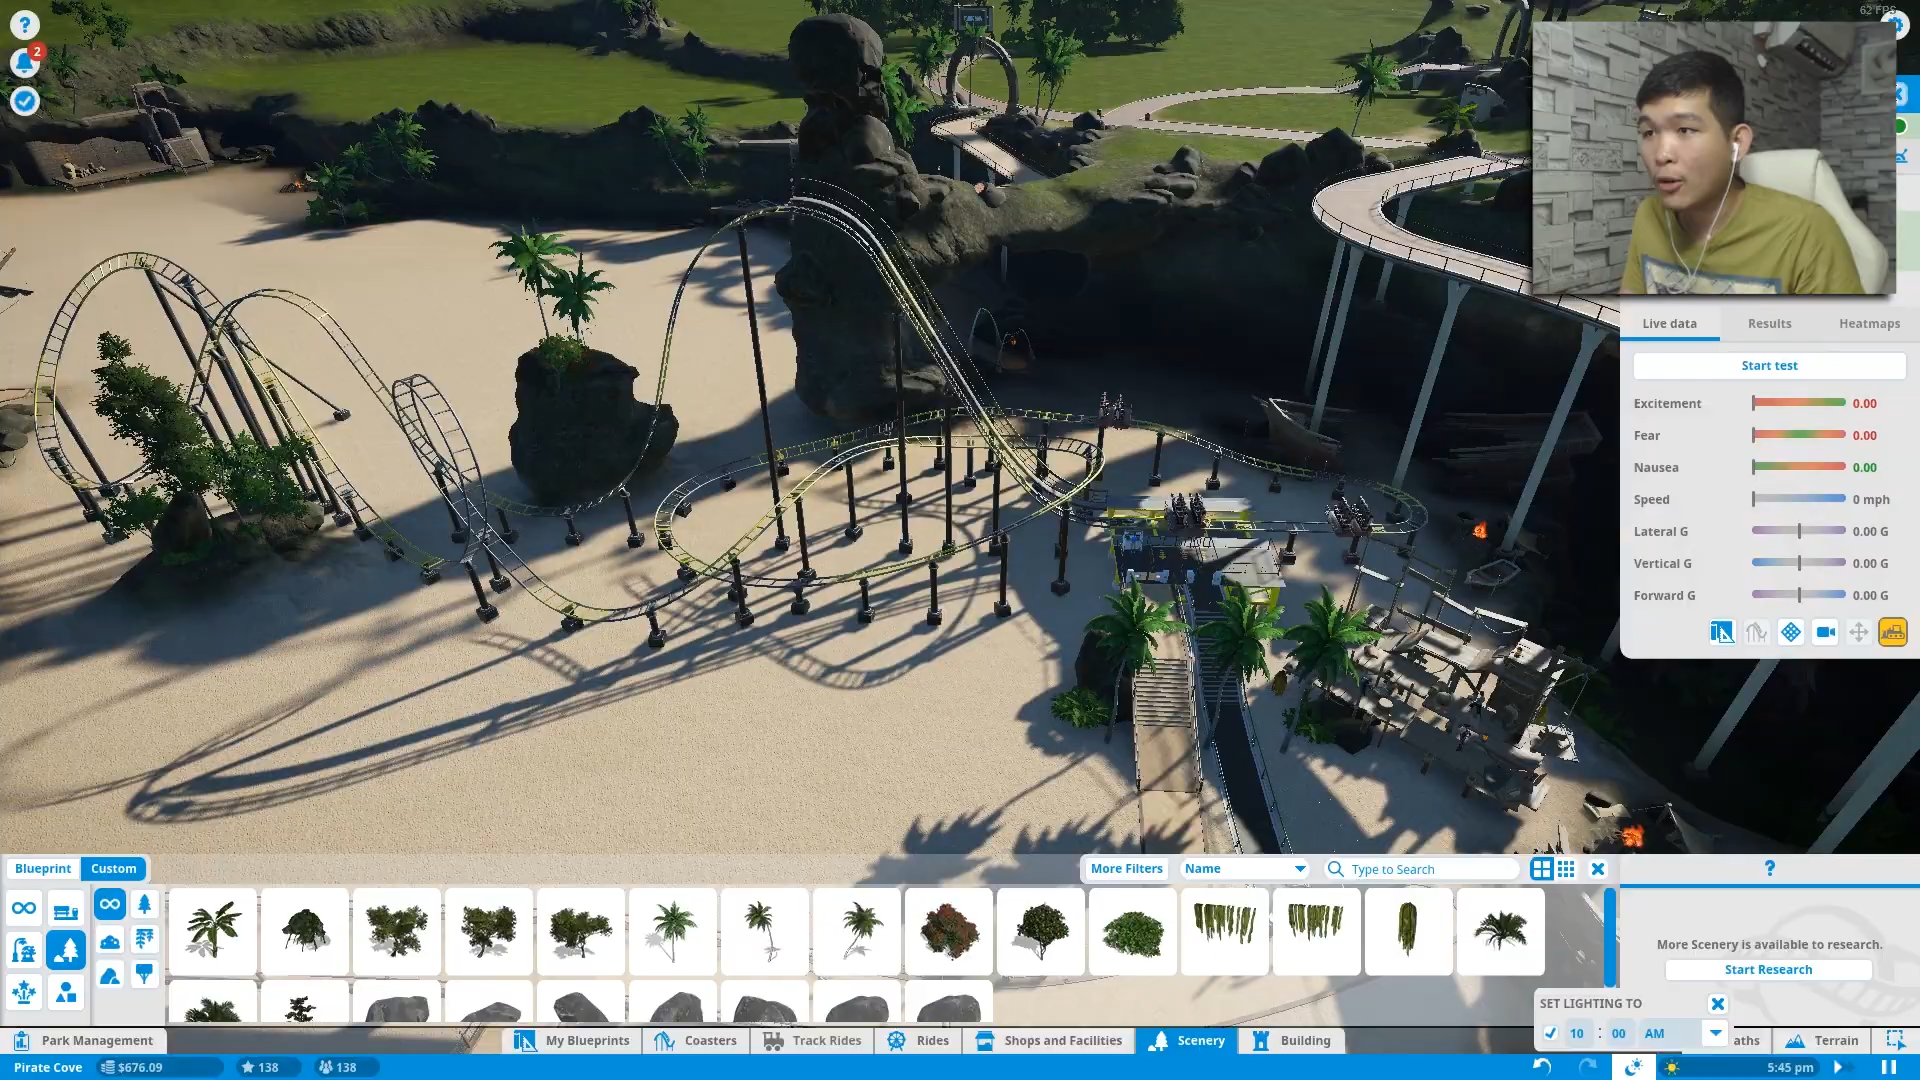 62 FPS
2
Live data Results Heatmaps
Start test
Excitement 0.00
Fear 0.00
Nausea 0.00
Speed 0 mph
Lateral G 0.00 G
Vertical G 0.00 G
Forward G 0.00 G
Blueprint Custom
More Filters Name Type to Search
?
More Scenery is available to research.
Start Research
SET LIGHTING TO
10 : 00 AM
Park Management My Blueprints Coasters Track Rides Rides Shops and Facilities Scenery Building aths Terrain
Pirate Cove $676.09 138 138 5:45 pm